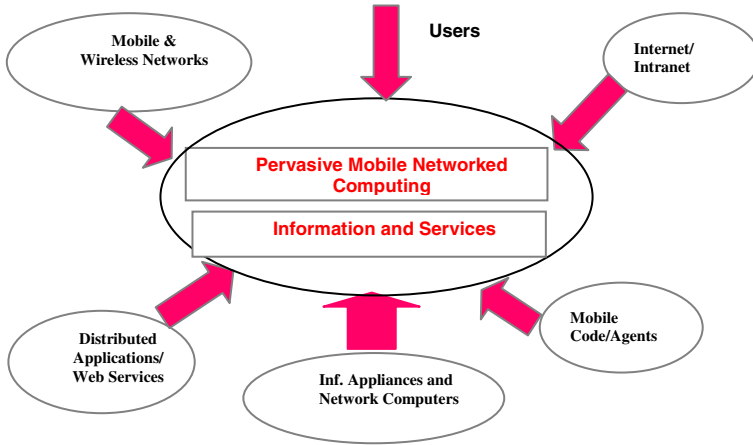 Mobile &
Wireless Networks
Users
Internet/
Intranet
Pervasive Mobile Networked
Computing
Information and Services
Distributed
Applications/
Web Services
Inf. Appliances and
Network Computers
Mobile
Code/Agents